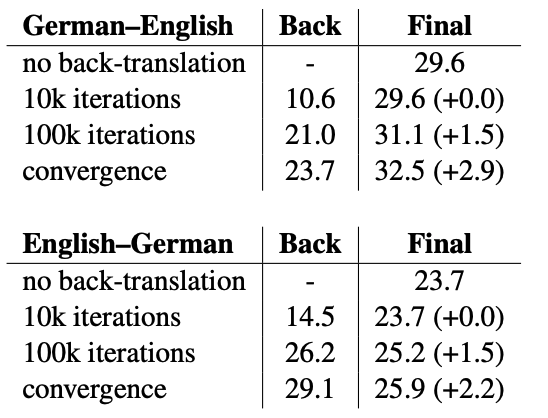 German–English Back Final
no back-translation - 29.6
10k iterations 10.6 29.6 (+0.0)
100k iterations 21.0 31.1 (+1.5)
convergence 23.7 32.5 (+2.9)
English–German Back Final
no back-translation - 23.7
10k iterations 14.5 23.7 (+0.0)
100k iterations 26.2 25.2 (+1.5)
convergence 29.1 25.9 (+2.2)